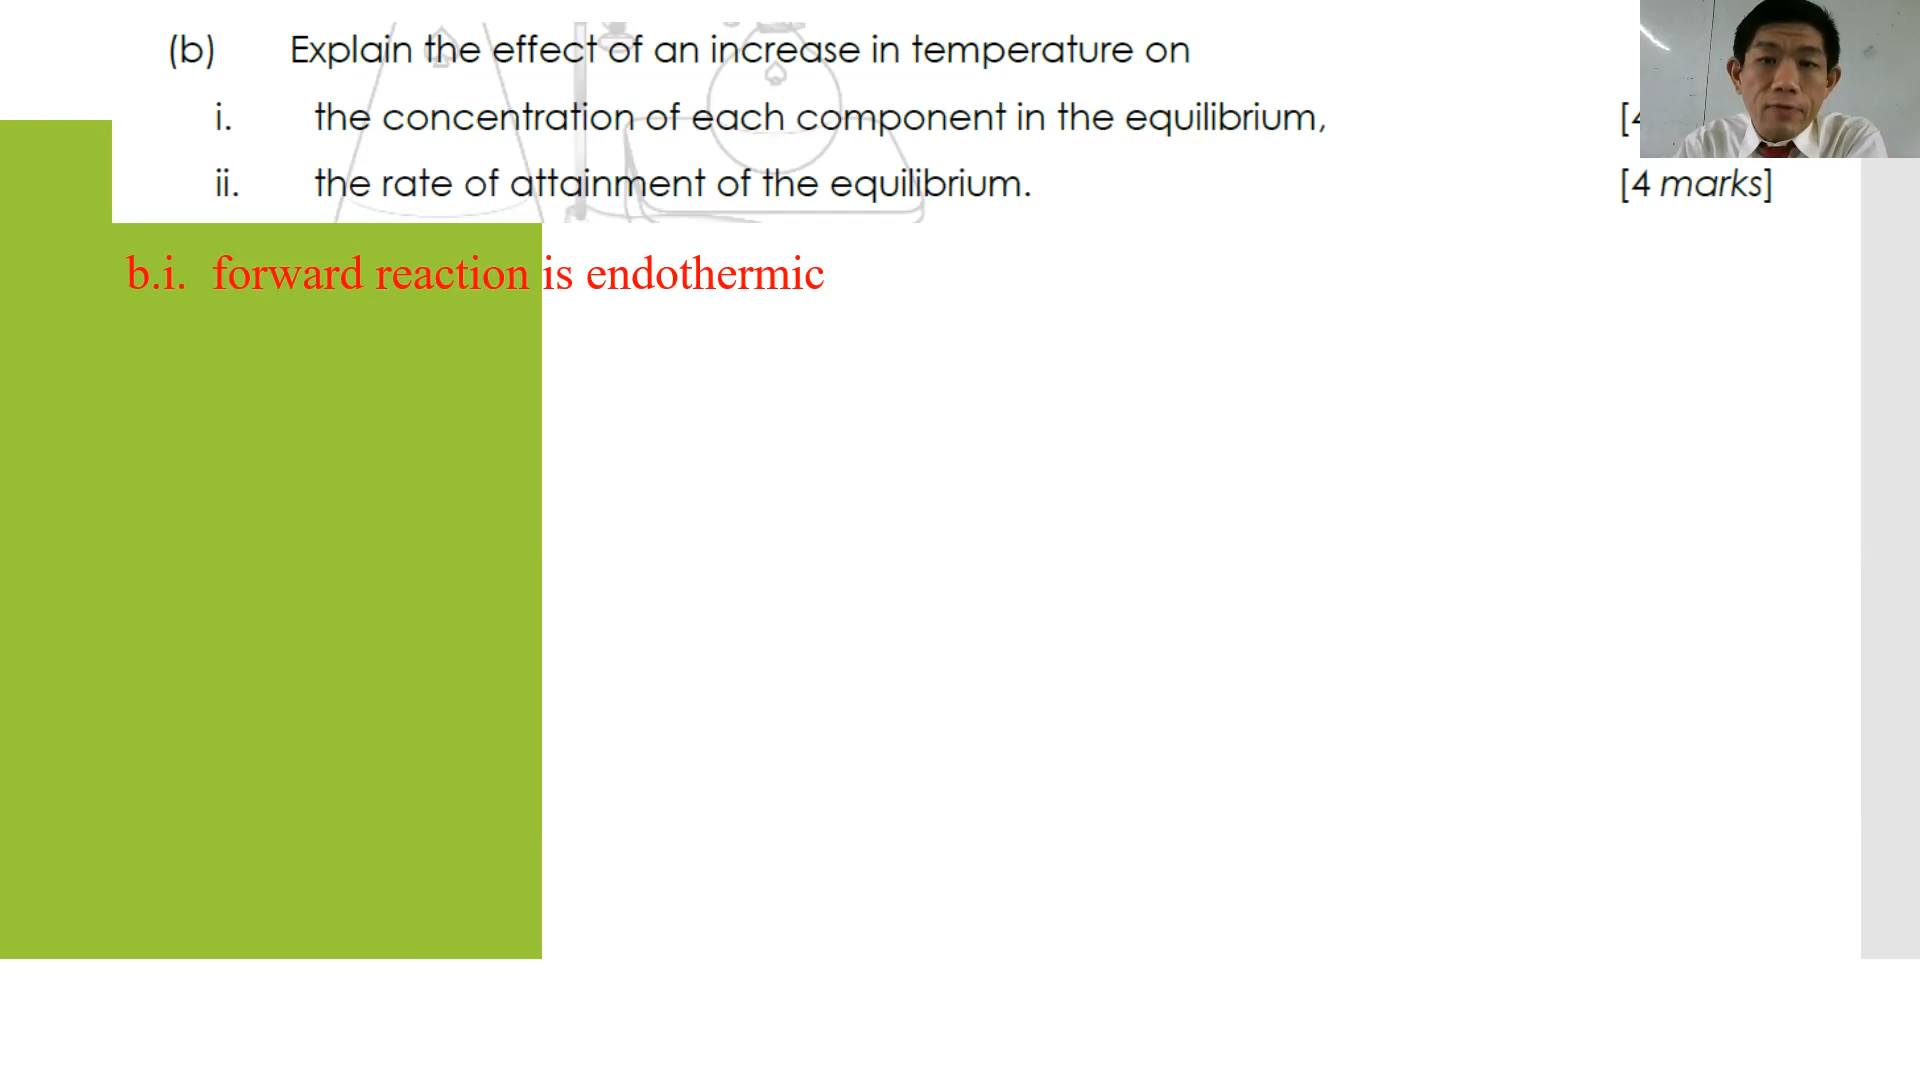 (b) Explain the effect of an increase in temperature on
i. the concentration of each component in the equilibrium, [4
ii. the rate of attainment of the equilibrium. [4 marks]
b.i. forward reaction is endothermic